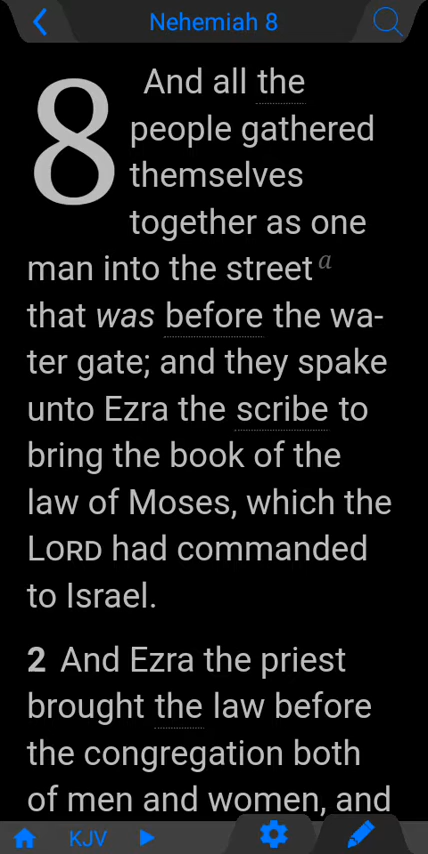 Nehemiah 8
8 And all the
people gathered
themselves
together as one
man into the street a
that was before the wa-
ter gate; and they spake
unto Ezra the scribe to
bring the book of the
law of Moses, which the
LORD had commanded
to Israel.
2 And Ezra the priest
brought the law before
the congregation both
of men and women, and
KJV